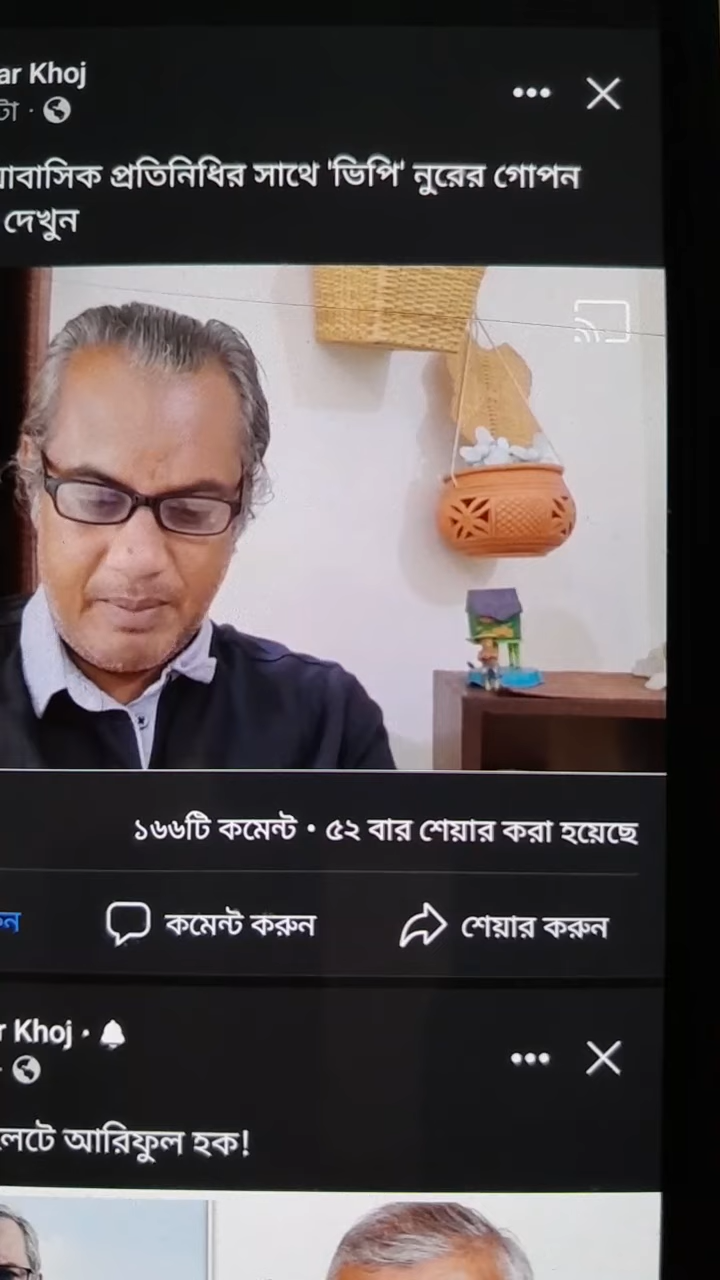 ar Khoj
টা ·
াবাসিক প্রতিনিধির সাথে 'ভিপি' নুরের গোপন
দেখুন
১৬৬টি কমেন্ট • ৫২ বার শেয়ার করা হয়েছে
কমেন্ট করুন শেয়ার করুন
r Khoj ·
লেটে আরিফুল হক!